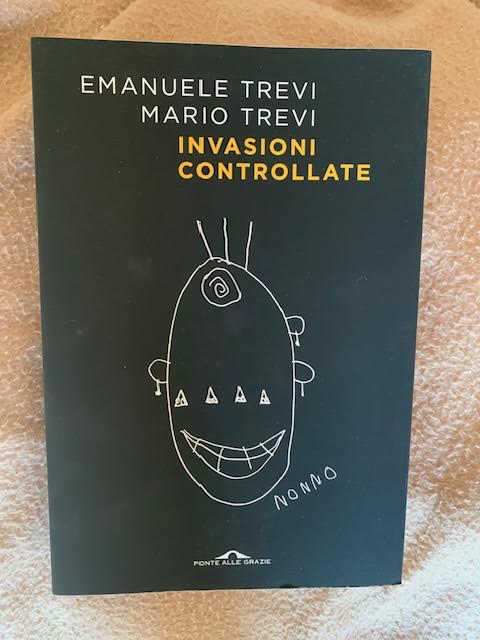 EMANUELE TREVI
MARIO TREVI
INVASIONI
CONTROLLATE
NONNO
PONTE ALLE GRAZIE